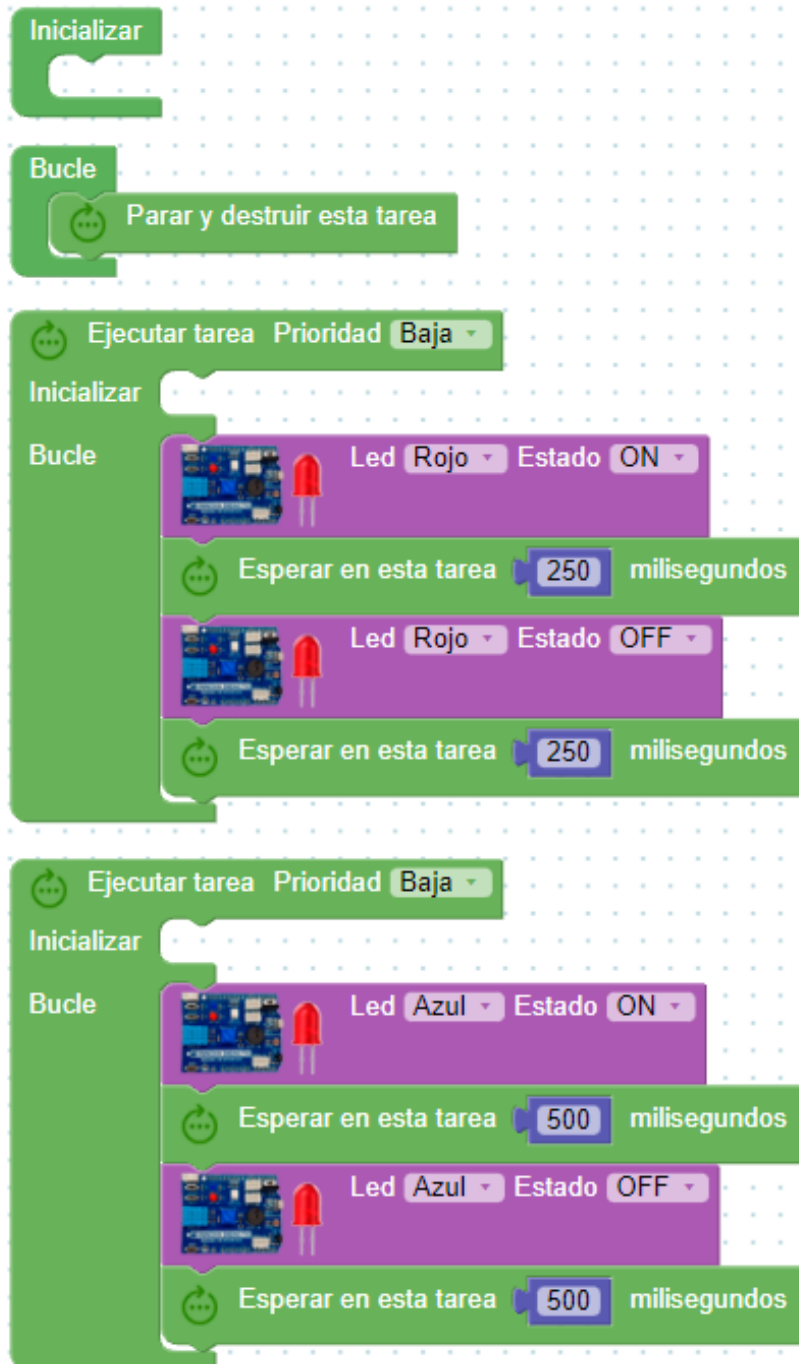 Inicializar
Bucle
Parar y destruir esta tarea
Ejecutar tarea Prioridad Baja
Inicializar
Bucle
Led Rojo Estado ON
Esperar en esta tarea 250 milisegundos
Led Rojo Estado OFF
Esperar en esta tarea 250 milisegundos
Ejecutar tarea Prioridad Baja
Inicializar
Bucle
Led Azul Estado ON
Esperar en esta tarea 500 milisegundos
Led Azul Estado OFF
Esperar en esta tarea 500 milisegundos